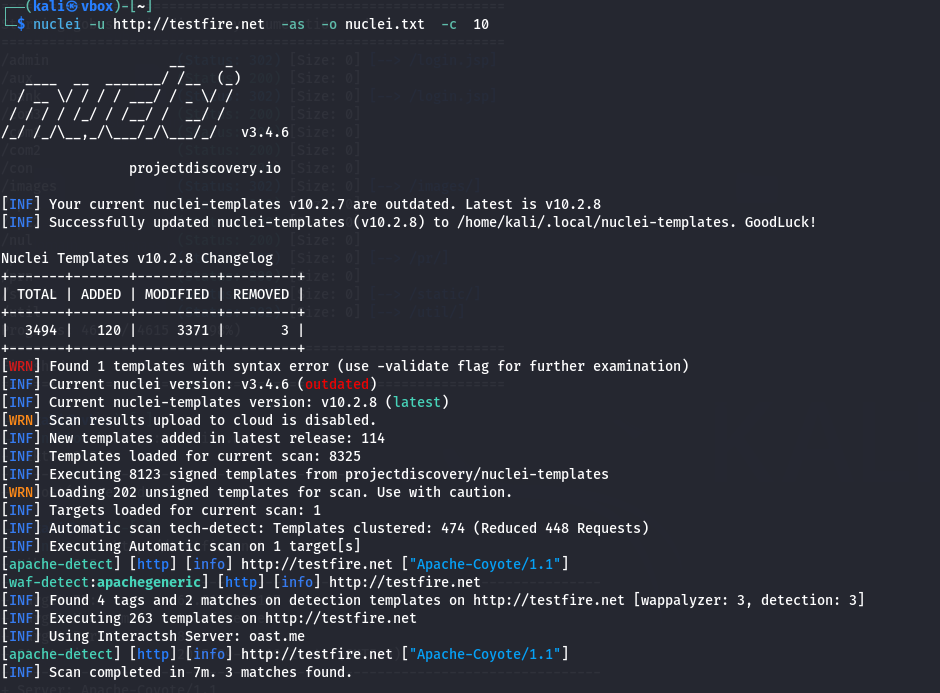 ┌──(kali㉿vbox)-[~]
└─$ nuclei -u http://testfire.net -as -o nuclei.txt -c 10
                     __     _
   ____  __  _______/ /__  (_)
  / __ \/ / / / ___/ / _ \/ /
 / / / / /_/ / /__/ /  __/ /
/_/ /_/\__,_/\___/_/\___/_/   v3.4.6
projectdiscovery.io
[INF] Your current nuclei-templates v10.2.7 are outdated. Latest is v10.2.8
[INF] Successfully updated nuclei-templates (v10.2.8) to /home/kali/.local/nuclei-templates. GoodLuck!
Nuclei Templates v10.2.8 Changelog
+-------+-------+----------+---------+
| TOTAL | ADDED | MODIFIED | REMOVED |
+-------+-------+----------+---------+
|  3494 |   120 |     3371 |       3 |
+-------+-------+----------+---------+
[WRN] Found 1 templates with syntax error (use -validate flag for further examination)
[INF] Current nuclei version: v3.4.6 (outdated)
[INF] Current nuclei-templates version: v10.2.8 (latest)
[WRN] Scan results upload to cloud is disabled.
[INF] New templates added in latest release: 114
[INF] Templates loaded for current scan: 8325
[INF] Executing 8123 signed templates from projectdiscovery/nuclei-templates
[WRN] Loading 202 unsigned templates for scan. Use with caution.
[INF] Targets loaded for current scan: 1
[INF] Automatic scan tech-detect: Templates clustered: 474 (Reduced 448 Requests)
[INF] Executing Automatic scan on 1 target[s]
[apache-detect] [http] [info] http://testfire.net ["Apache-Coyote/1.1"]
[waf-detect:apachegeneric] [http] [info] http://testfire.net
[INF] Found 4 tags and 2 matches on detection templates on http://testfire.net [wappalyzer: 3, detection: 3]
[INF] Executing 263 templates on http://testfire.net
[INF] Using Interactsh Server: oast.me
[apache-detect] [http] [info] http://testfire.net ["Apache-Coyote/1.1"]
[INF] Scan completed in 7m. 3 matches found.